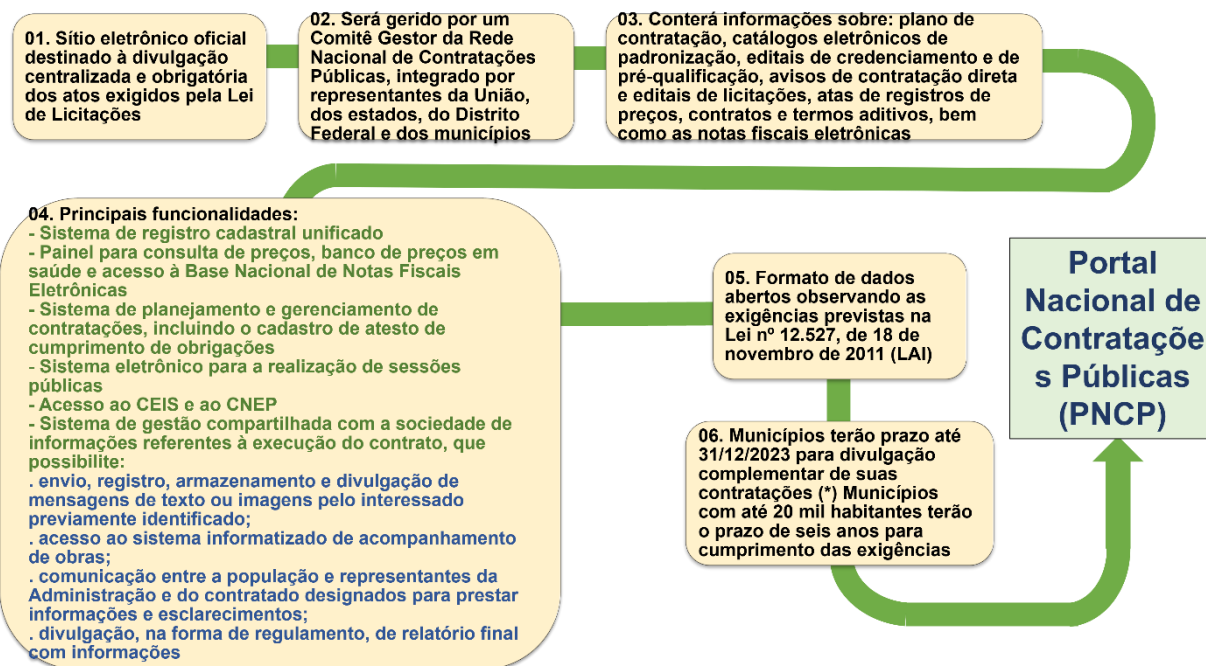 01. Sítio eletrônico oficial
destinado à divulgação
centralizada e obrigatória
dos atos exigidos pela Lei
de Licitações
02. Será gerido por um
Comitê Gestor da Rede
Nacional de Contratações
Públicas, integrado por
representantes da União,
dos estados, do Distrito
Federal e dos municípios
03. Conterá informações sobre: plano de
contratação, catálogos eletrônicos de
padronização, editais de credenciamento e de
pré-qualificação, avisos de contratação direta
e editais de licitações, atas de registros de
preços, contratos e termos aditivos, bem
como as notas fiscais eletrônicas
04. Principais funcionalidades:
- Sistema de registro cadastral unificado
- Painel para consulta de preços, banco de preços em
saúde e acesso à Base Nacional de Notas Fiscais
Eletrônicas
- Sistema de planejamento e gerenciamento de
contratações, incluindo o cadastro de atesto de
cumprimento de obrigações
- Sistema eletrônico para a realização de sessões
públicas
- Acesso ao CEIS e ao CNEP
- Sistema de gestão compartilhada com a sociedade de
informações referentes à execução do contrato, que
possibilite:
. envio, registro, armazenamento e divulgação de
mensagens de texto ou imagens pelo interessado
previamente identificado;
. acesso ao sistema informatizado de acompanhamento
de obras;
. comunicação entre a população e representantes da
Administração e do contratado designados para prestar
informações e esclarecimentos;
. divulgação, na forma de regulamento, de relatório final
com informações
05. Formato de dados
abertos observando as
exigências previstas na
Lei nº 12.527, de 18 de
novembro de 2011 (LAI)
06. Municípios terão prazo até
31/12/2023 para divulgação
complementar de suas
contratações (*) Municípios
com até 20 mil habitantes terão
o prazo de seis anos para
cumprimento das exigências
Portal
Nacional de
Contrataçõe
s Públicas
(PNCP)